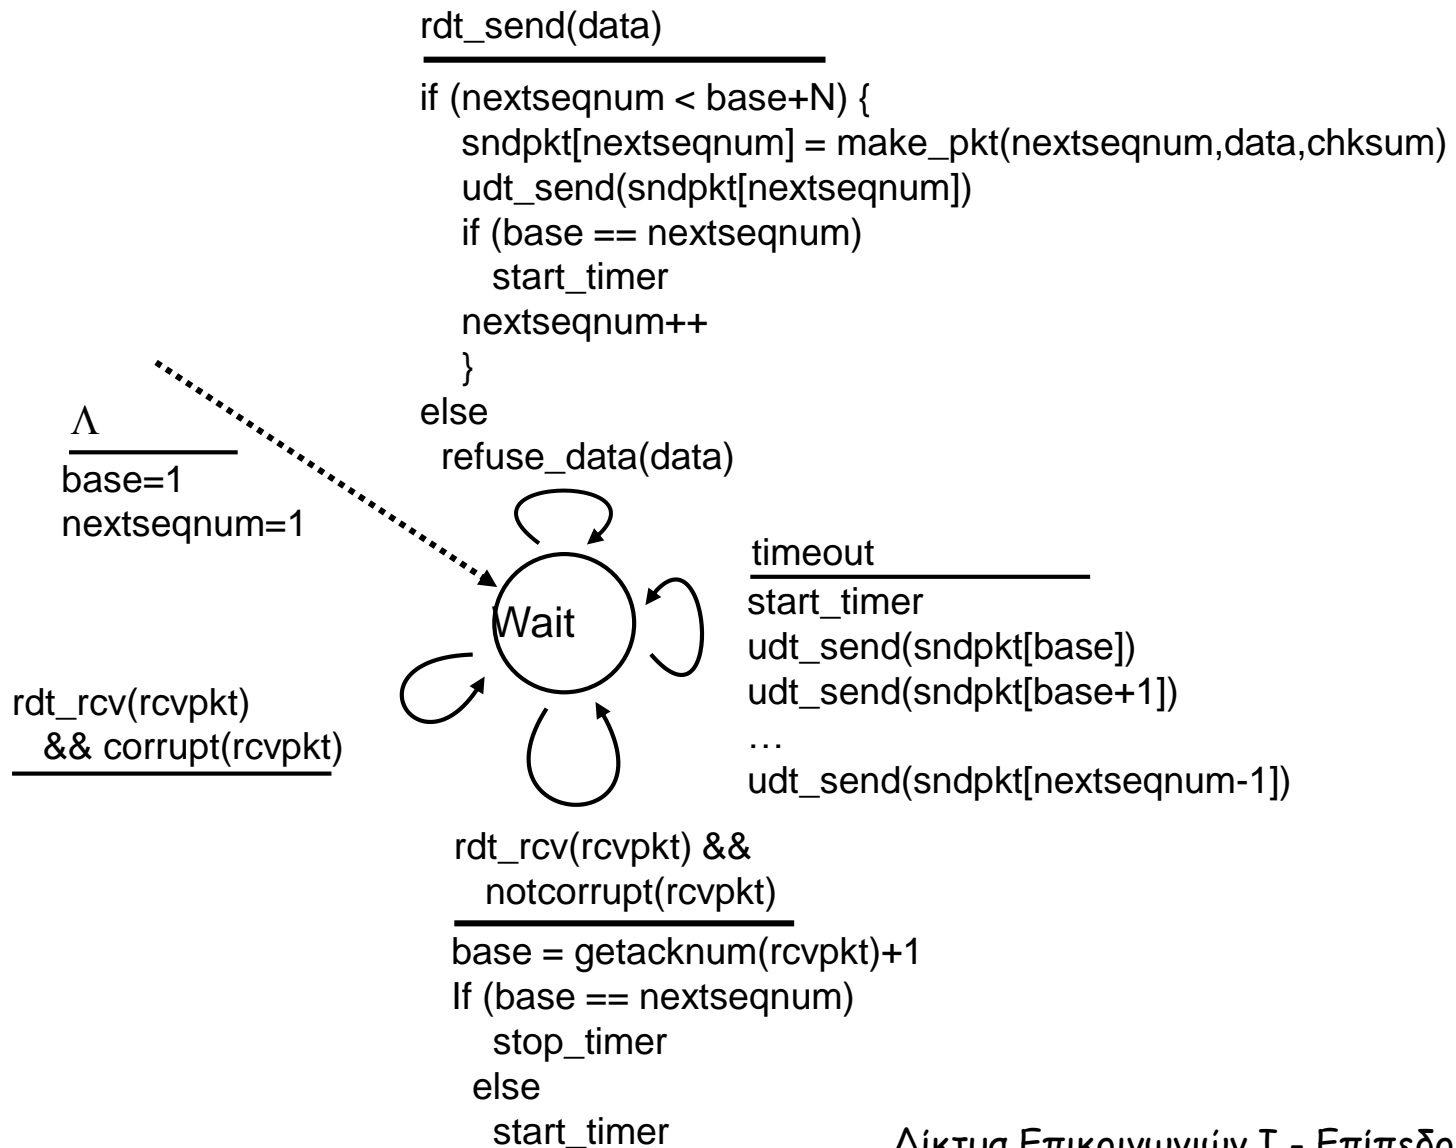 rdt_send(data)
if (nextseqnum < base+N) {
sndpkt[nextseqnum] = make_pkt(nextseqnum,data,chksum)
udt_send(sndpkt[nextseqnum])
if (base == nextseqnum)
start_timer
nextseqnum++
}
else
refuse_data(data)
Λ
base=1
nextseqnum=1
Wait
timeout
start_timer
udt_send(sndpkt[base])
udt_send(sndpkt[base+1])
…
udt_send(sndpkt[nextseqnum-1])
rdt_rcv(rcvpkt)
&& corrupt(rcvpkt)
rdt_rcv(rcvpkt) &&
notcorrupt(rcvpkt)
base = getacknum(rcvpkt)+1
If (base == nextseqnum)
stop_timer
else
start_timer
Δίκτυα Επικοινωνιών Ι - Επίπεδο